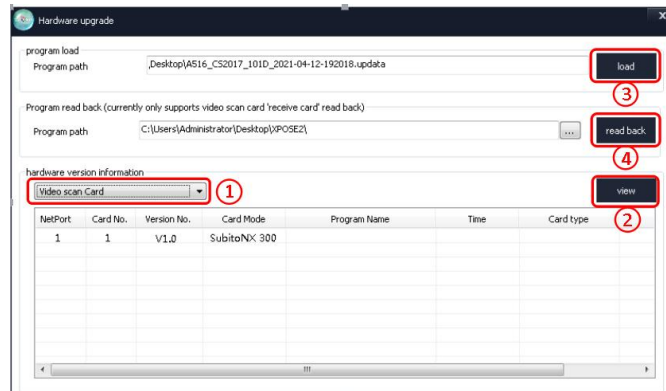 Hardware upgrade
x
program load
Program path ,Desktop\A516_CS2017_101D_2021-04-12-192018.updata load
③
Program read back (currently only supports video scan card 'receive card' read back)
Program path C:\Users\Administrator\Desktop\XPOSE2\ ... read back
④
hardware version information
Video scan Card ① view
②
NetPort Card No. Version No. Card Mode Program Name Time Card type
1 1 V1.0 SubitoNX 300